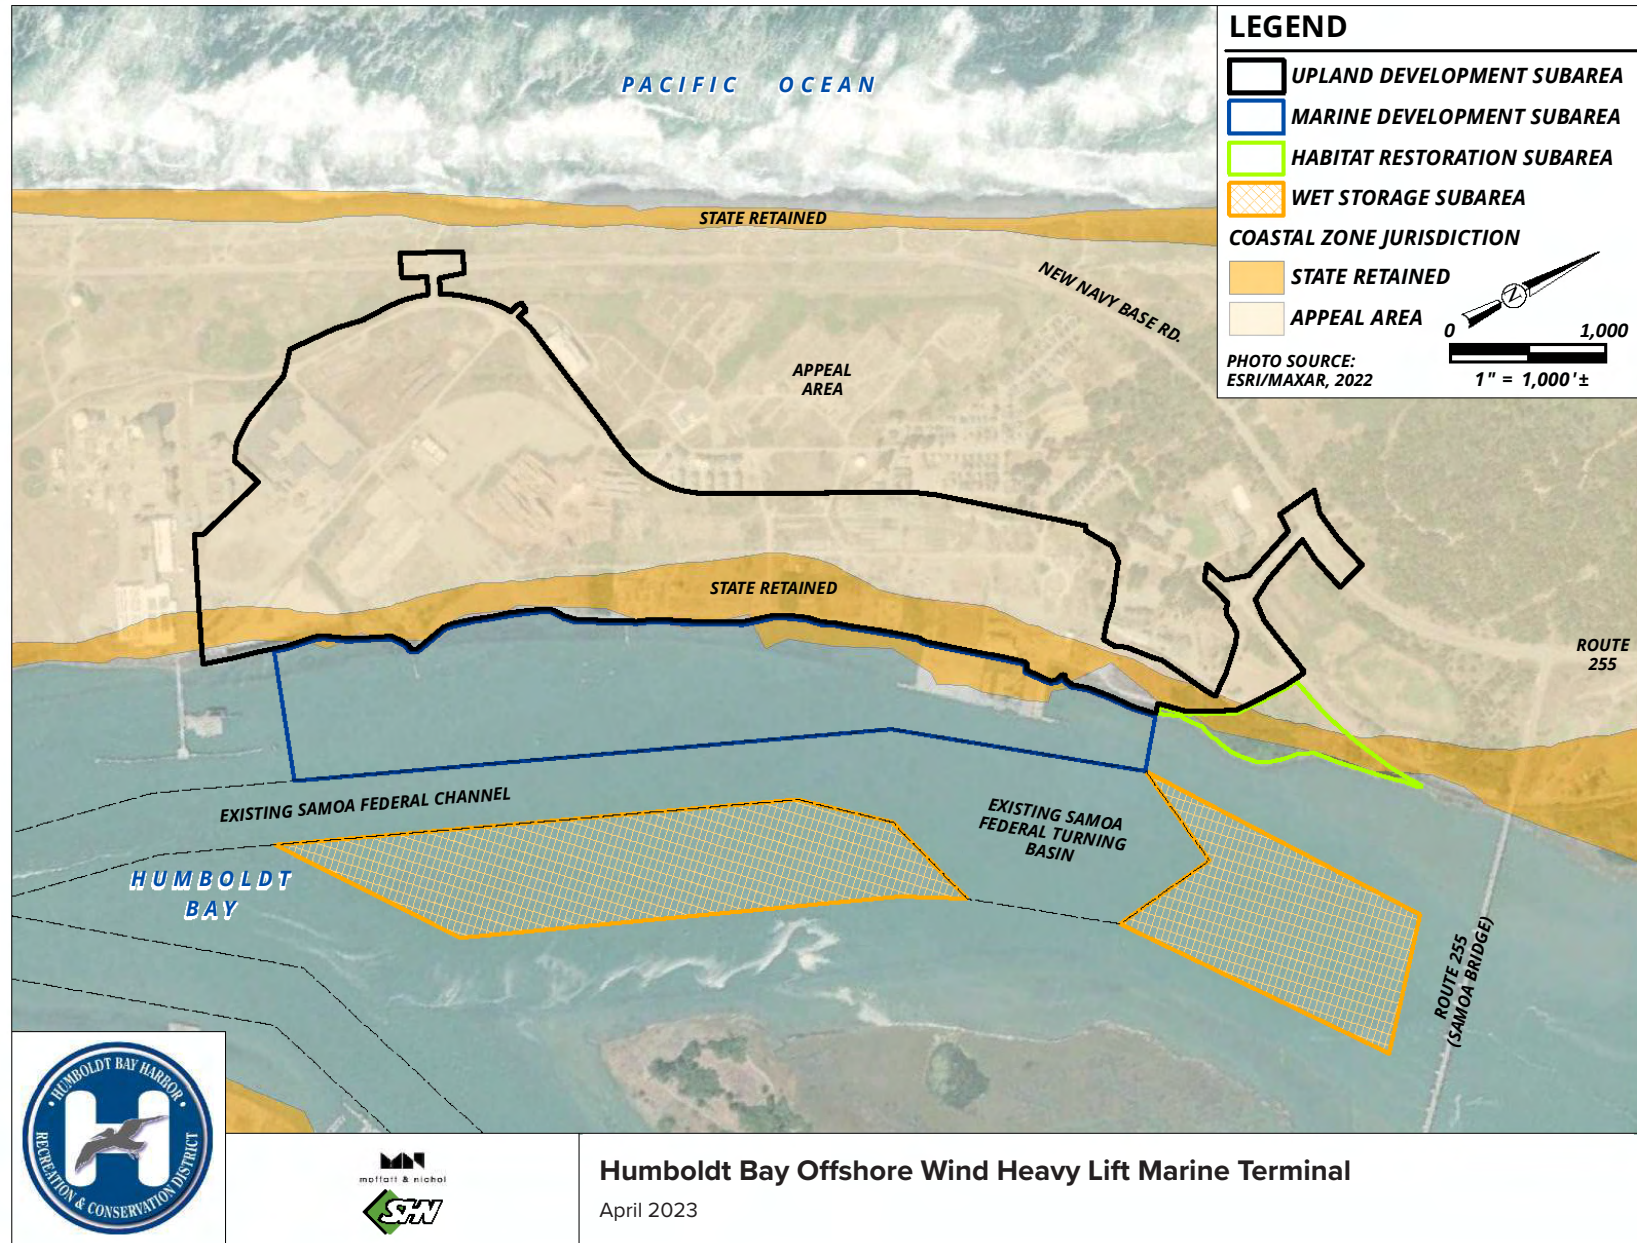 PACIFIC OCEAN
LEGEND
UPLAND DEVELOPMENT SUBAREA
MARINE DEVELOPMENT SUBAREA
HABITAT RESTORATION SUBAREA
WET STORAGE SUBAREA
COASTAL ZONE JURISDICTION
STATE RETAINED
APPEAL AREA
N
0 1,000
PHOTO SOURCE:
ESRI/MAXAR, 2022
1" = 1,000'±
STATE RETAINED
NEW NAVY BASE RD.
APPEAL
AREA
STATE RETAINED
ROUTE
255
EXISTING SAMOA FEDERAL CHANNEL
EXISTING SAMOA
FEDERAL TURNING
BASIN
HUMBOLDT
BAY
ROUTE 255
(SAMOA BRIDGE)
HUMBOLDT BAY HARBOR
H
RECREATION & CONSERVATION DISTRICT
moffatt & nichol
SHN
Humboldt Bay Offshore Wind Heavy Lift Marine Terminal
April 2023